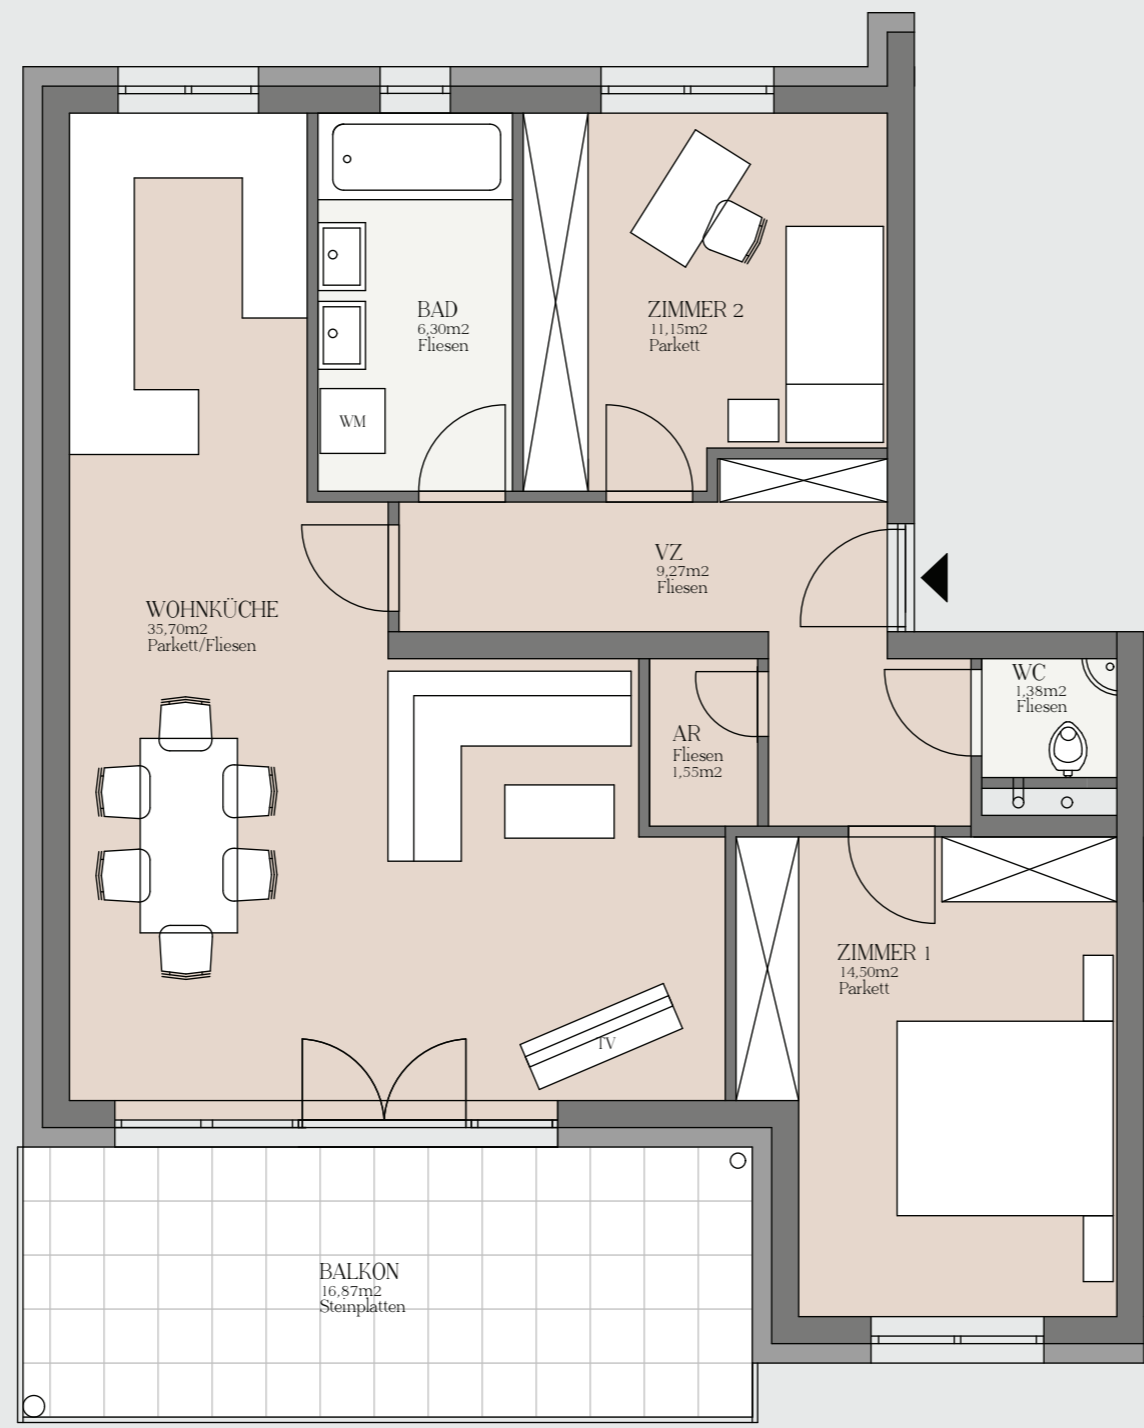 BAD
6,30m2
Fliesen
ZIMMER 2
11,15m2
Parkett
WM
VZ
9,27m2
Fliesen
WOHNKÜCHE
35,70m2
Parkett/Fliesen
WC
1,38m2
Fliesen
AR
Fliesen
1,55m2
ZIMMER 1
14,50m2
Parkett
TV
BALKON
16,87m2
Steinplatten